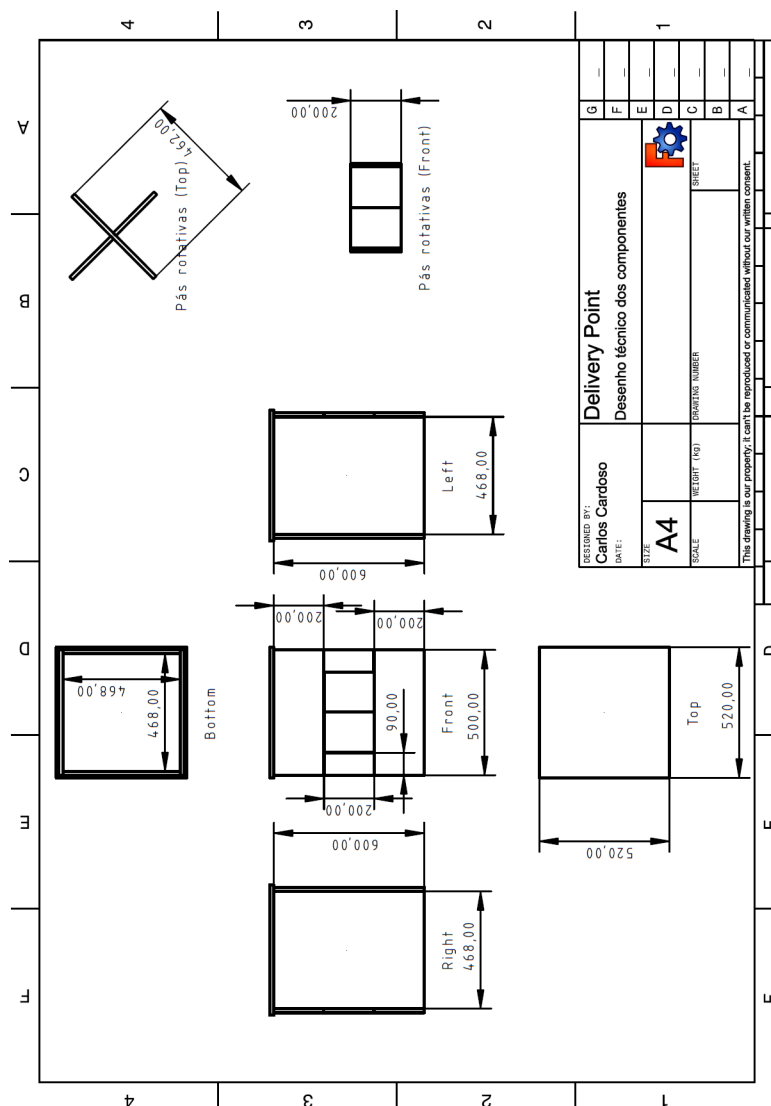 4
3
2
1
A
B
C
D
E
F
462,00
Pás rotativas (Top)
200,00
Pás rotativas (Front)
468,00
468,00
Bottom
600,00
Right
468,00
200,00
200,00
200,00
90,00
Front
500,00
600,00
Left
468,00
520,00
Top
520,00
DESIGNED BY:
Carlos Cardoso
DATE:
SIZE
A4
SCALE
WEIGHT (kg)
Delivery Point
Desenho técnico dos componentes
DRAWING NUMBER
SHEET
G _
F _
E _
D _
C _
B _
A _
This drawing is our property; it can't be reproduced or communicated without our written consent.
4
3
2
1
D
E
F